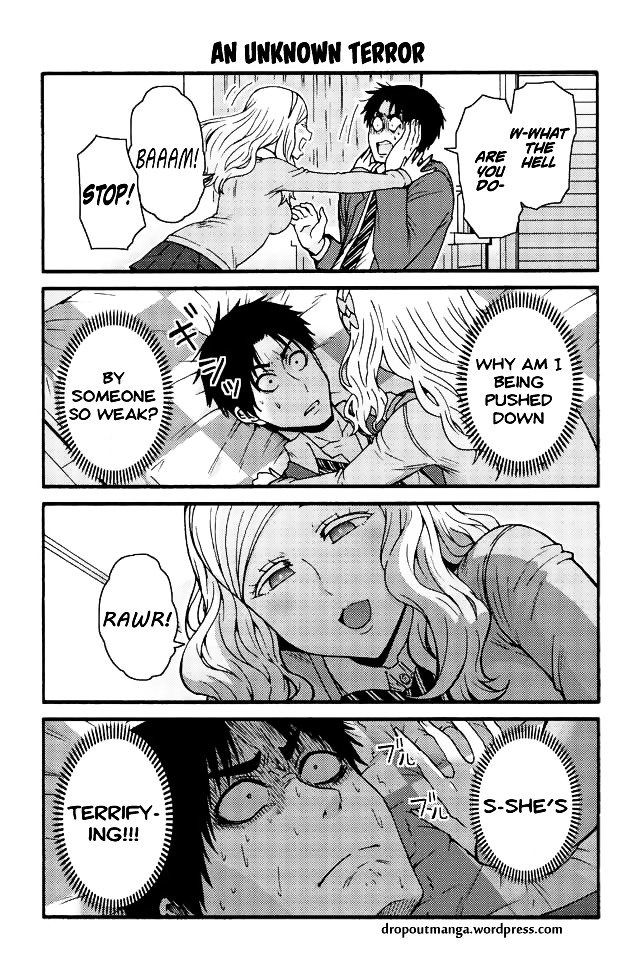 AN UNKNOWN TERROR
W-WHAT
THE HELL
ARE
YOU
DO-
BAAAM!
STOP!
WHY AM I
BEING
PUSHED
DOWN
ギ
シッ
BY
SOMEONE
SO WEAK?
RAWR!
S-SHE'S
ブル
ブル
TERRIFY-
ING!!!
dropoutmanga.wordpress.com